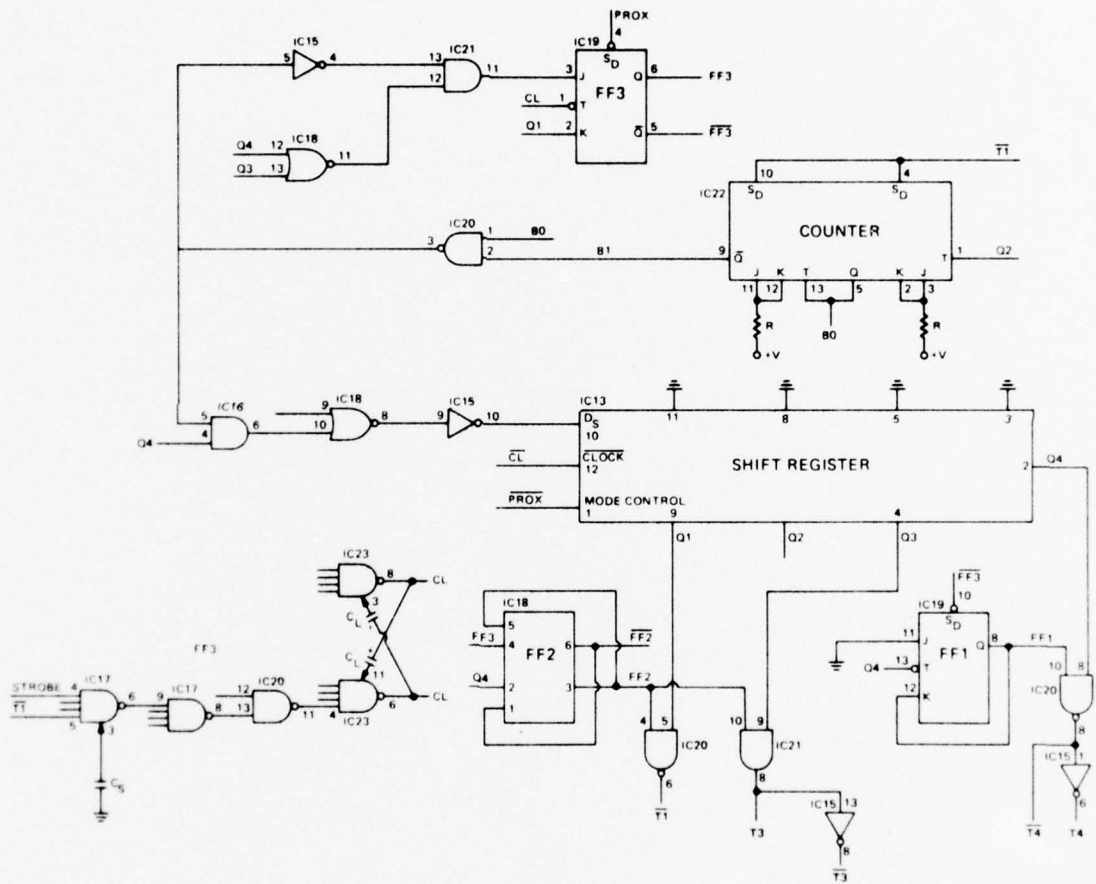 PROX
4
IC15
5
4
IC21
13
12
11
IC19
S_D
3 J Q 6 FF3
FF3
CL 1 T
Q1 2 K Q̅ 5 F̅F̅3̅
IC18
Q4 12
Q3 13
11
T̅1̅
10
S_D
4
S_D
IC22
COUNTER
IC20
3
1 B0
2 B1
9 Q̅
T 1 Q2
J K T Q K J
11 12 13 5 2 3
R
B0
R
+V
+V
IC16
5
4
6
Q4
IC18
9
10
8
IC15
9
10
IC13
D_S
10
11
8
5
3
C̅L̅
C̅L̅O̅C̅K̅
12
SHIFT REGISTER
2 Q4
P̅R̅O̅X̅
MODE CONTROL
1
9
4
Q1
Q2
Q3
IC23
8 CL
3
C_L
C_L
11
4
6 CL
IC23
FF3
STROBE 4
T̅1̅
5
IC17
6
3
C_S
9
IC17
8
12
13
IC20
11
IC18
5
FF3 4
6 F̅F̅2̅
FF2
Q4 2
3 FF2
1
4 5
IC20
6
T̅1̅
10 9
IC21
8
T3
IC15 13
8
T̅3̅
F̅F̅3̅
IC19 10
S_D
11 J Q 8 FF1
FF1
Q4 13 T
12 K
10 8
IC20
8
IC15 1
6
T̅4̅ T4